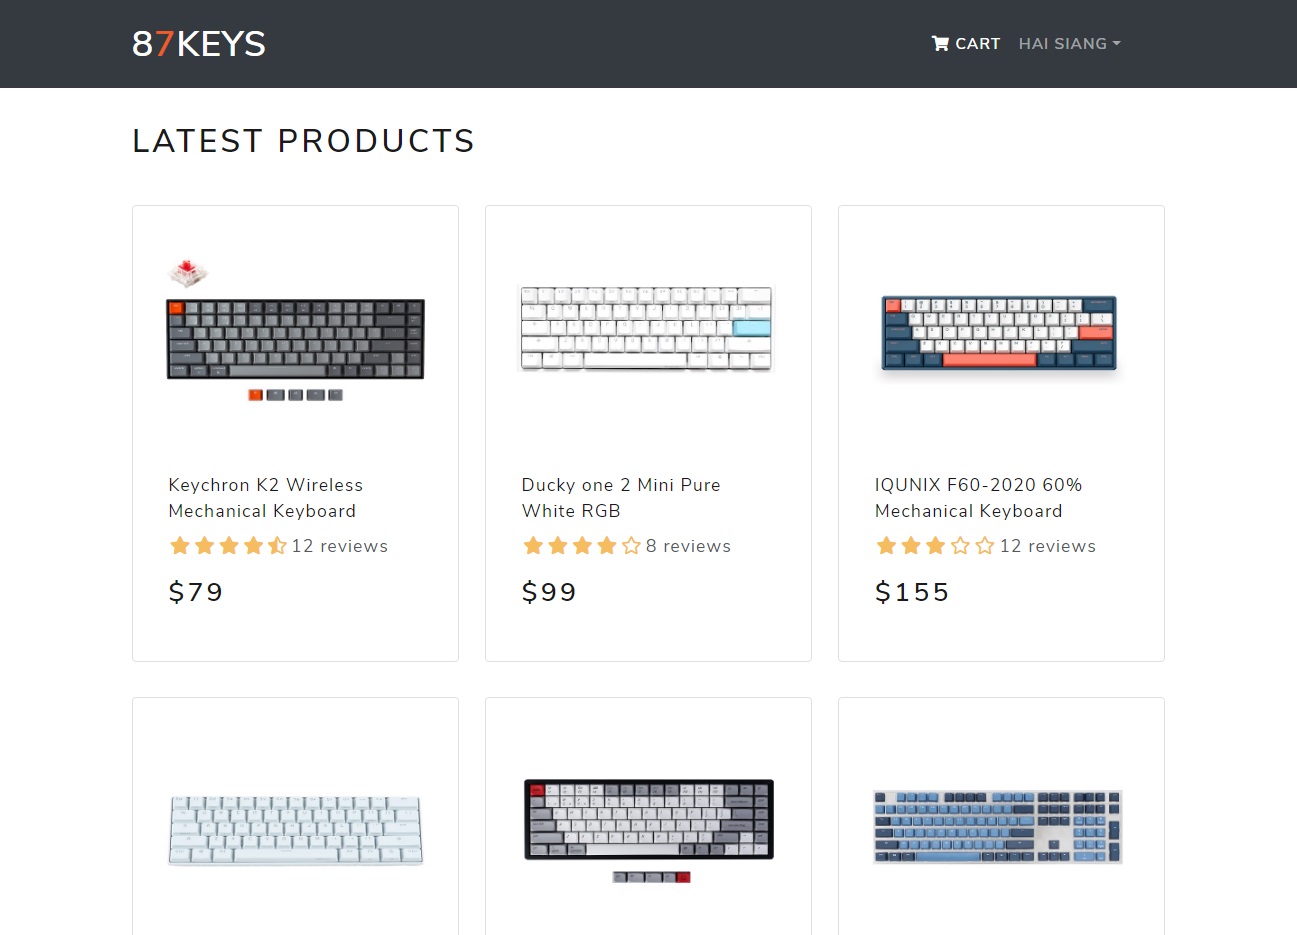 87KEYS
CART
HAI SIANG
LATEST PRODUCTS
Keychron K2 Wireless
Mechanical Keyboard
12 reviews
$79
Ducky one 2 Mini Pure
White RGB
8 reviews
$99
IQUNIX F60-2020 60%
Mechanical Keyboard
12 reviews
$155